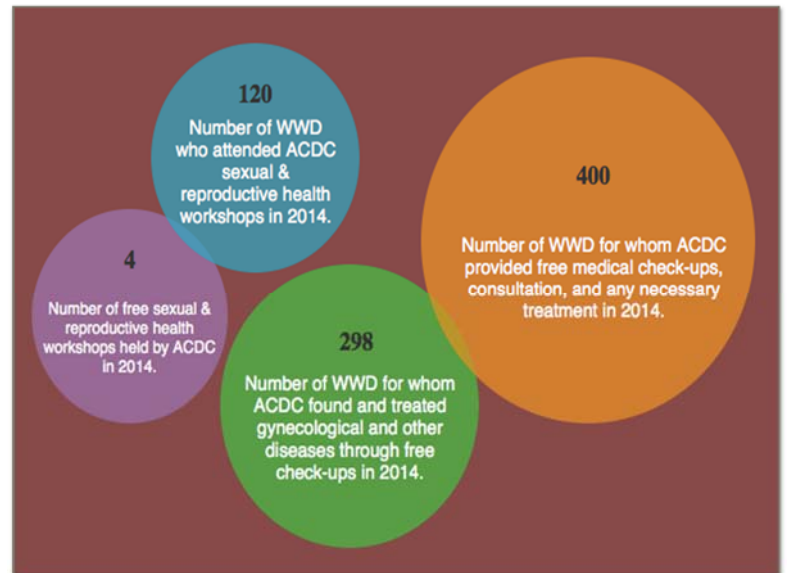 120
Number of WWD
who attended ACDC
sexual &
reproductive health
workshops in 2014.
400
Number of WWD for whom ACDC
provided free medical check-ups,
consultation, and any necessary
treatment in 2014.
4
Number of free sexual &
reproductive health
workshops held by ACDC
in 2014.
298
Number of WWD for whom
ACDC found and treated
gynecological and other
diseases through free
check-ups in 2014.